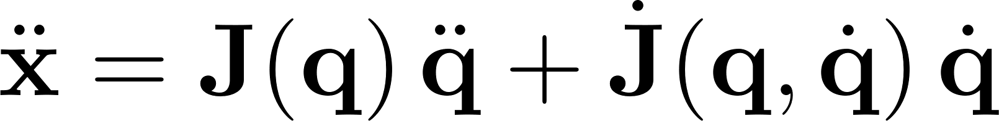 ẍ = J(q) q̈ + J̇(q, q̇) q̇